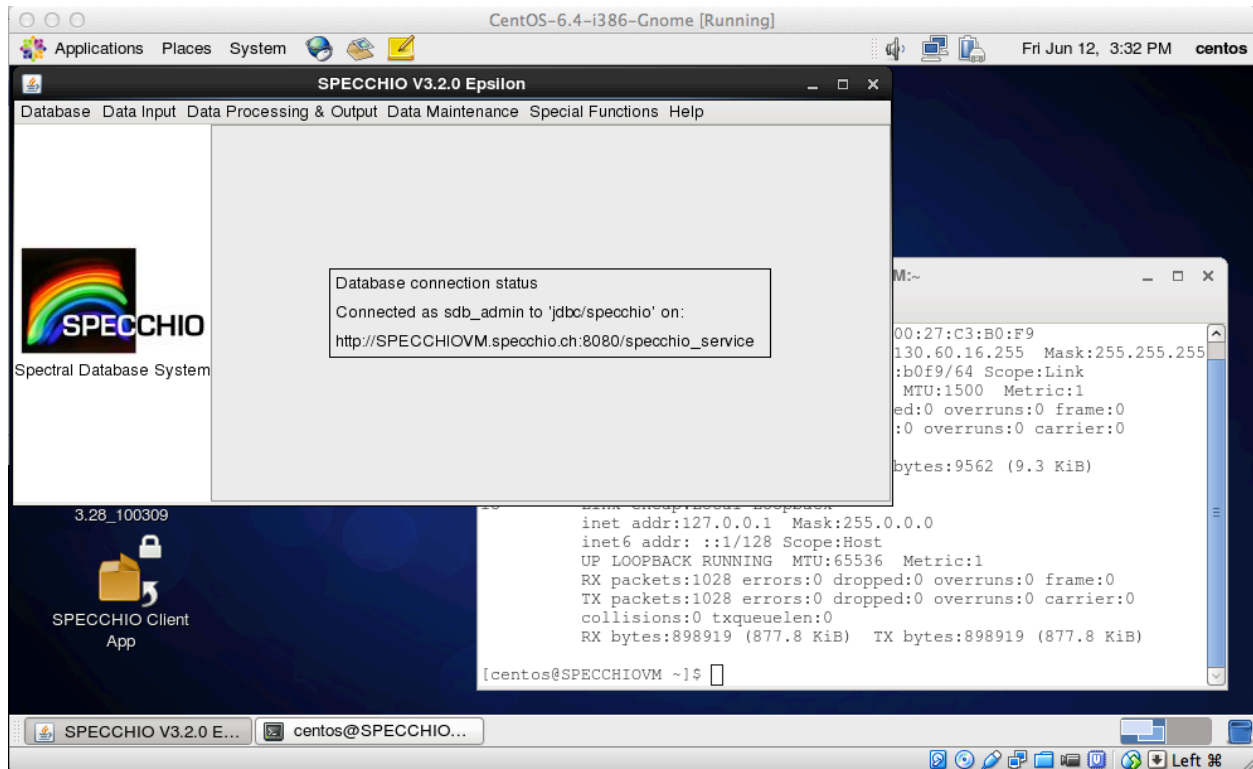 CentOS-6.4-i386-Gnome [Running]
Applications Places System
Fri Jun 12, 3:32 PM centos
SPECCHIO V3.2.0 Epsilon
Database Data Input Data Processing & Output Data Maintenance Special Functions Help
SPECCHIO
Spectral Database System
Database connection status
Connected as sdb_admin to 'jdbc/specchio' on:
http://SPECCHIOVM.specchio.ch:8080/specchio_service
3.28_100309
SPECCHIO Client
App
M:~
00:27:C3:B0:F9
130.60.16.255 Mask:255.255.255
:b0f9/64 Scope:Link
MTU:1500 Metric:1
ed:0 overruns:0 frame:0
:0 overruns:0 carrier:0
bytes:9562 (9.3 KiB)
inet addr:127.0.0.1 Mask:255.0.0.0
inet6 addr: ::1/128 Scope:Host
UP LOOPBACK RUNNING MTU:65536 Metric:1
RX packets:1028 errors:0 dropped:0 overruns:0 frame:0
TX packets:1028 errors:0 dropped:0 overruns:0 carrier:0
collisions:0 txqueuelen:0
RX bytes:898919 (877.8 KiB) TX bytes:898919 (877.8 KiB)
[centos@SPECCHIOVM ~]$
SPECCHIO V3.2.0 E...
centos@SPECCHIO...
Left ⌘